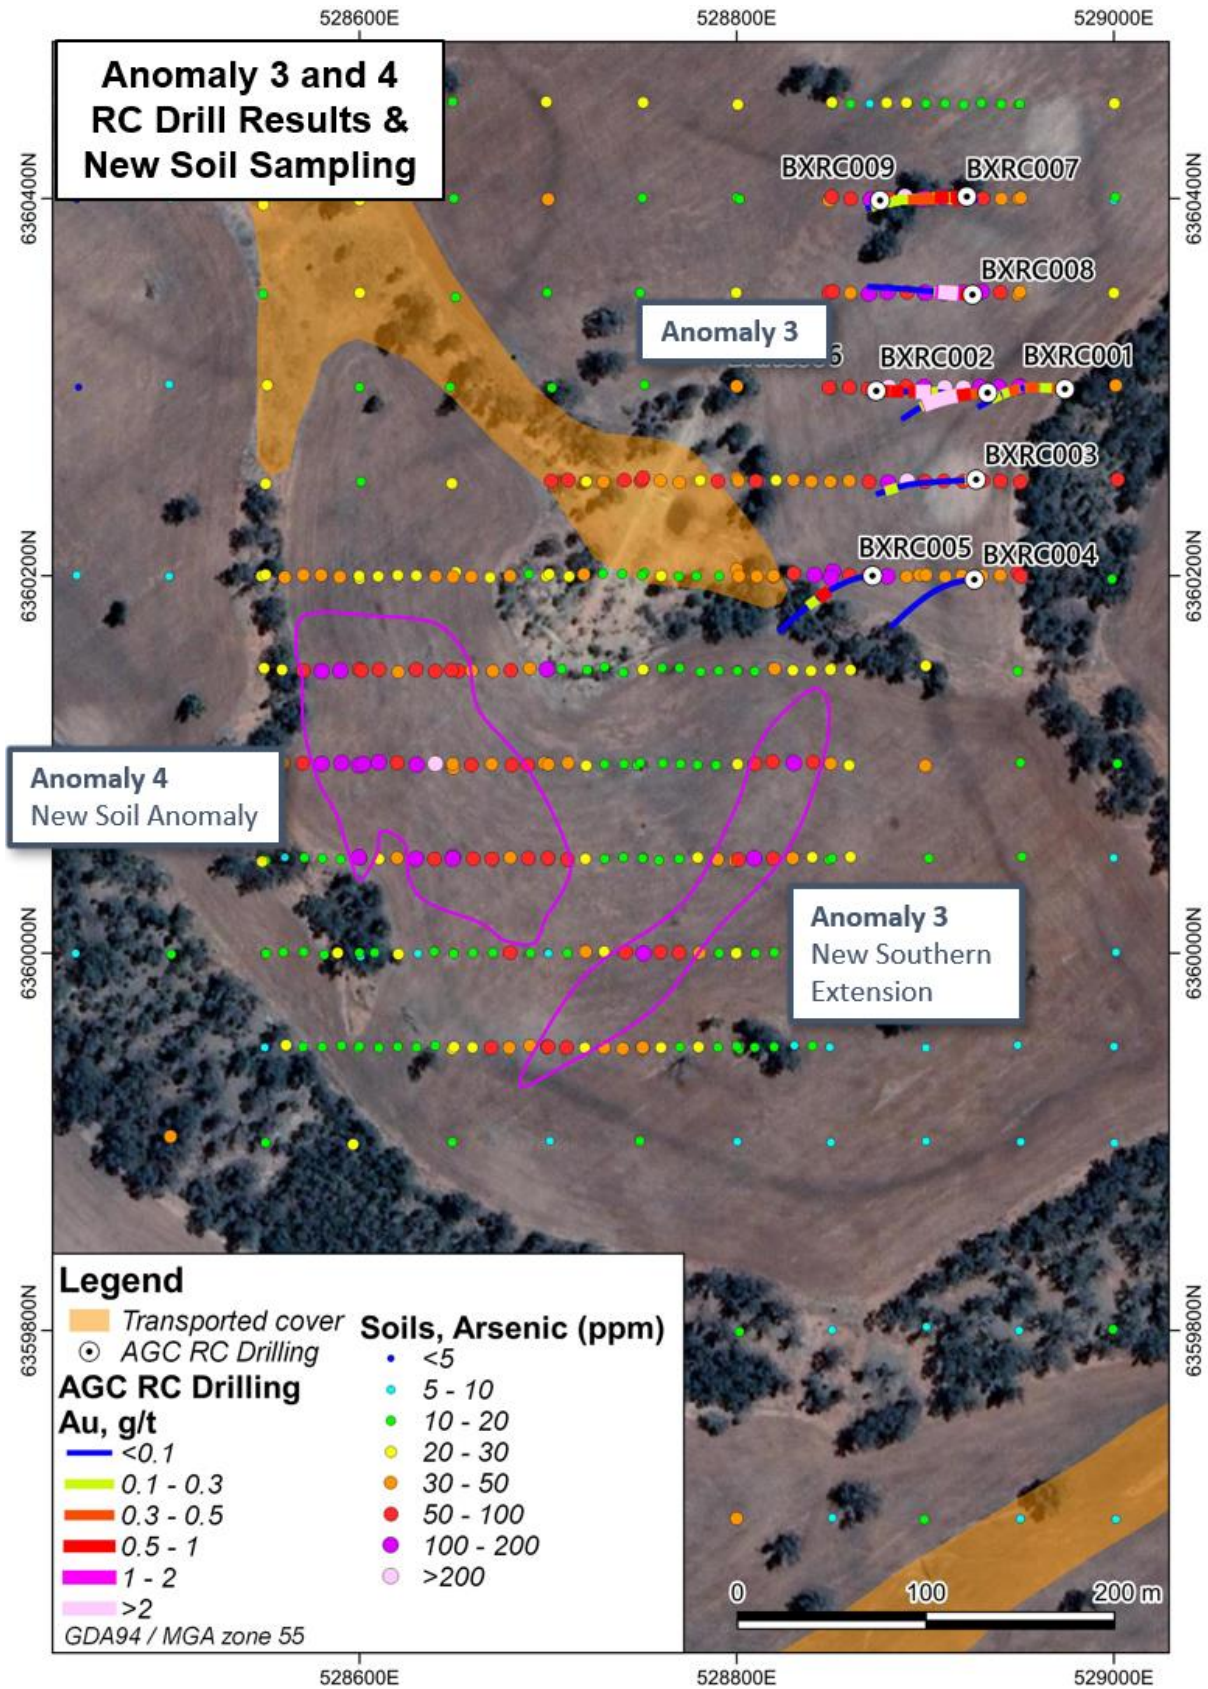 528600E
528800E
529000E
Anomaly 3 and 4
RC Drill Results &
New Soil Sampling
6360400N
6360400N
BXRC009
BXRC007
BXRC008
Anomaly 3
BXRC002
BXRC001
BXRC003
BXRC005
BXRC004
6360200N
6360200N
Anomaly 4
New Soil Anomaly
Anomaly 3
New Southern
Extension
6360000N
6360000N
6359800N
6359800N
Legend
Transported cover
AGC RC Drilling
AGC RC Drilling
Au, g/t
<0.1
0.1 - 0.3
0.3 - 0.5
0.5 - 1
1 - 2
>2
GDA94 / MGA zone 55
Soils, Arsenic (ppm)
<5
5 - 10
10 - 20
20 - 30
30 - 50
50 - 100
100 - 200
>200
0
100
200 m
528600E
528800E
529000E